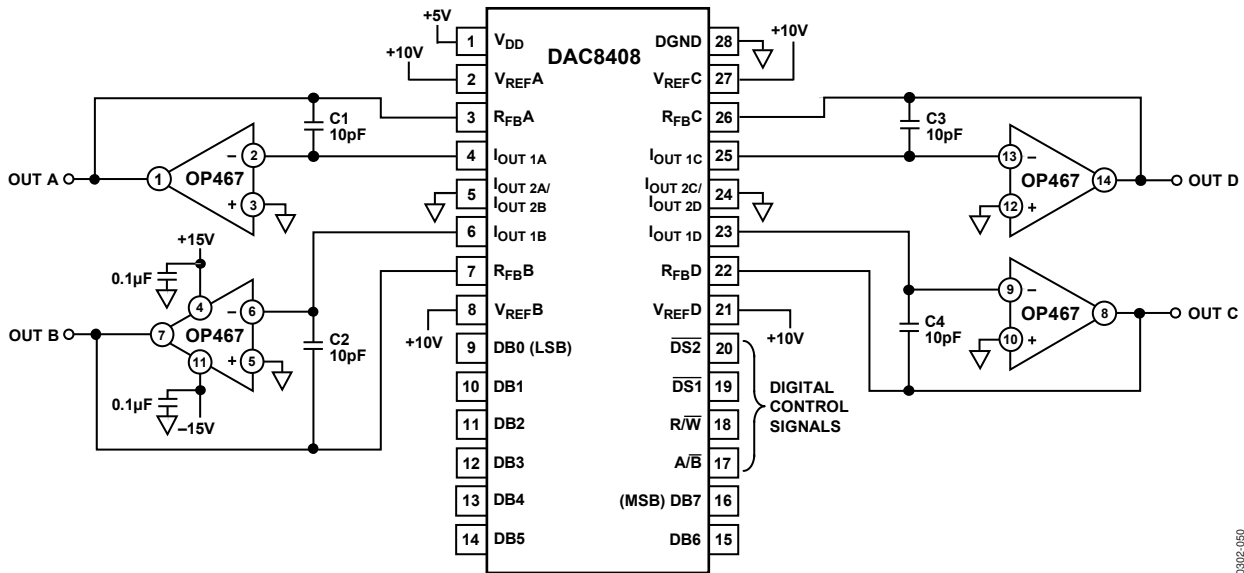 +5V
+10V
OUT A
1
OP467
2
–
3
+
C1
10pF
+15V
0.1µF
4
OUT B
7
OP467
6
–
5
+
11
0.1µF
–15V
C2
10pF
+10V
DAC8408
1 VDD
2 VREFA
3 RFBA
4 IOUT 1A
5 IOUT 2A/
IOUT 2B
6 IOUT 1B
7 RFBB
8 VREFB
9 DB0 (LSB)
10 DB1
11 DB2
12 DB3
13 DB4
14 DB5
DGND 28
VREFC 27
RFBC 26
IOUT 1C 25
IOUT 2C/
IOUT 2D 24
IOUT 1D 23
RFBD 22
VREFD 21
D̅S̅2̅ 20
D̅S̅1̅ 19
R/W̅ 18
A/B̅ 17
(MSB) DB7 16
DB6 15
+10V
C3
10pF
13
–
OP467
14
12
+
OUT D
9
–
OP467
8
10
+
OUT C
C4
10pF
+10V
DIGITAL
CONTROL
SIGNALS
0302-050